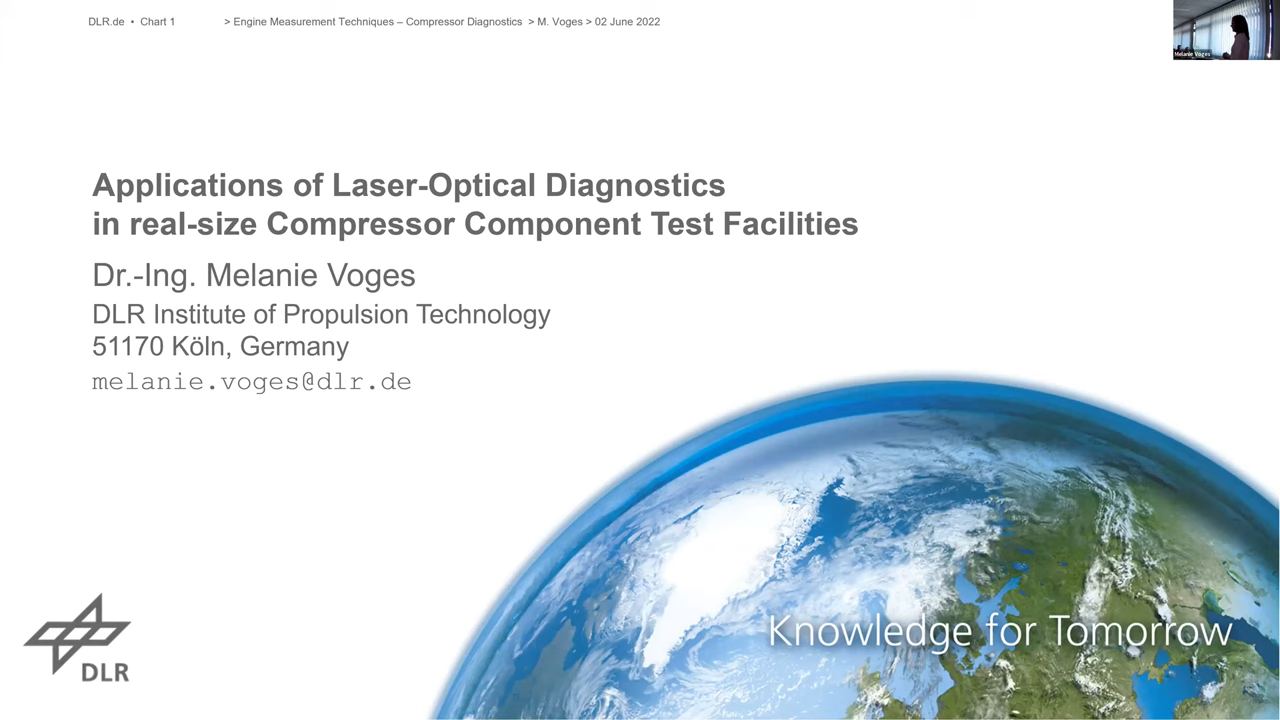 DLR.de • Chart 1 > Engine Measurement Techniques – Compressor Diagnostics > M. Voges > 02 June 2022
Melanie Voges
Applications of Laser-Optical Diagnostics
in real-size Compressor Component Test Facilities
Dr.-Ing. Melanie Voges
DLR Institute of Propulsion Technology
51170 Köln, Germany
melanie.voges@dlr.de
Knowledge for Tomorrow
DLR